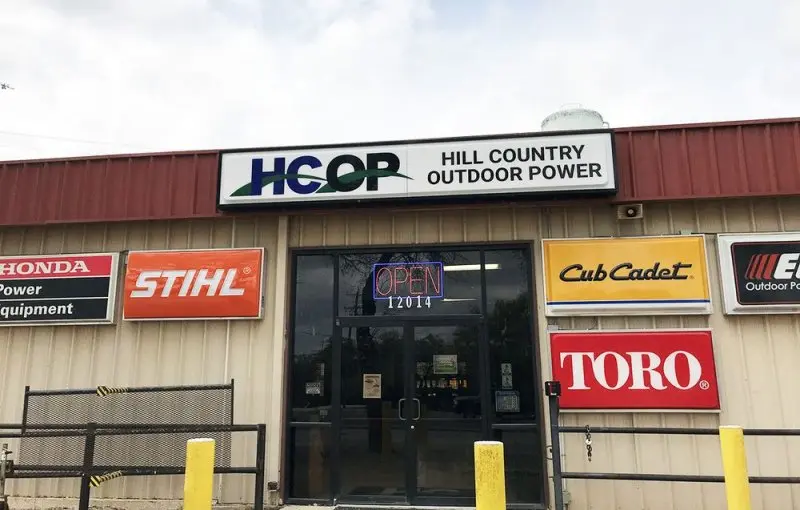 HCOP
HILL COUNTRY
OUTDOOR POWER
HONDA
Power
Equipment
STIHL®
OPEN
12014
Cub Cadet
Outdoor Po
TORO®